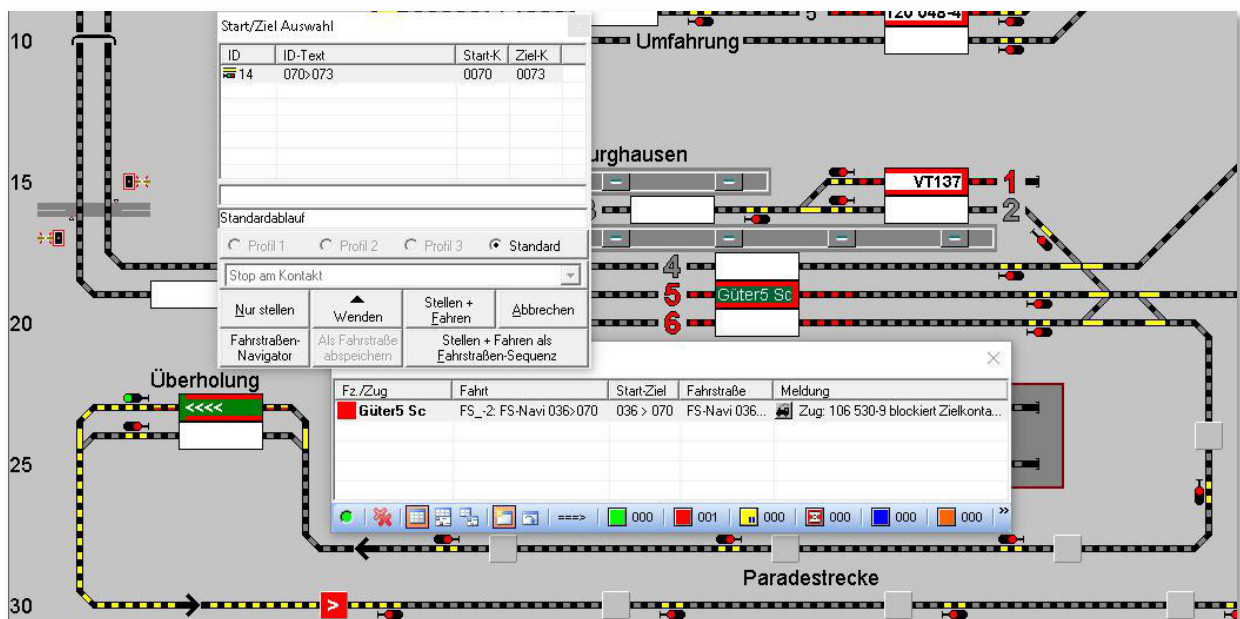 5
120 048-4
10
Start/Ziel Auswahl
x
Umfahrung
ID ID-Text Start-K Ziel-K
14 070>073 0070 0073
urghausen
15
VT137 1
3
2
Standardablauf
Profil 1 Profil 2 Profil 3 Standard
Stop am Kontakt
4
Nur stellen Wenden Stellen + Fahren Abbrechen
5 Güter5 Sc
20
6
Fahrstraßen-Navigator Als Fahrstraße abspeichern Stellen + Fahren als Fahrstraßen-Sequenz
Überholung
Fz./Zug Fahrt Start-Ziel Fahrstraße Meldung
<<<<
Güter5 Sc FS_-2: FS-Navi 036>070 036 > 070 FS-Navi 036... Zug: 106 530-9 blockiert Zielkonta...
25
===> 000 001 000 000 000 000 »
Paradestrecke
30
>